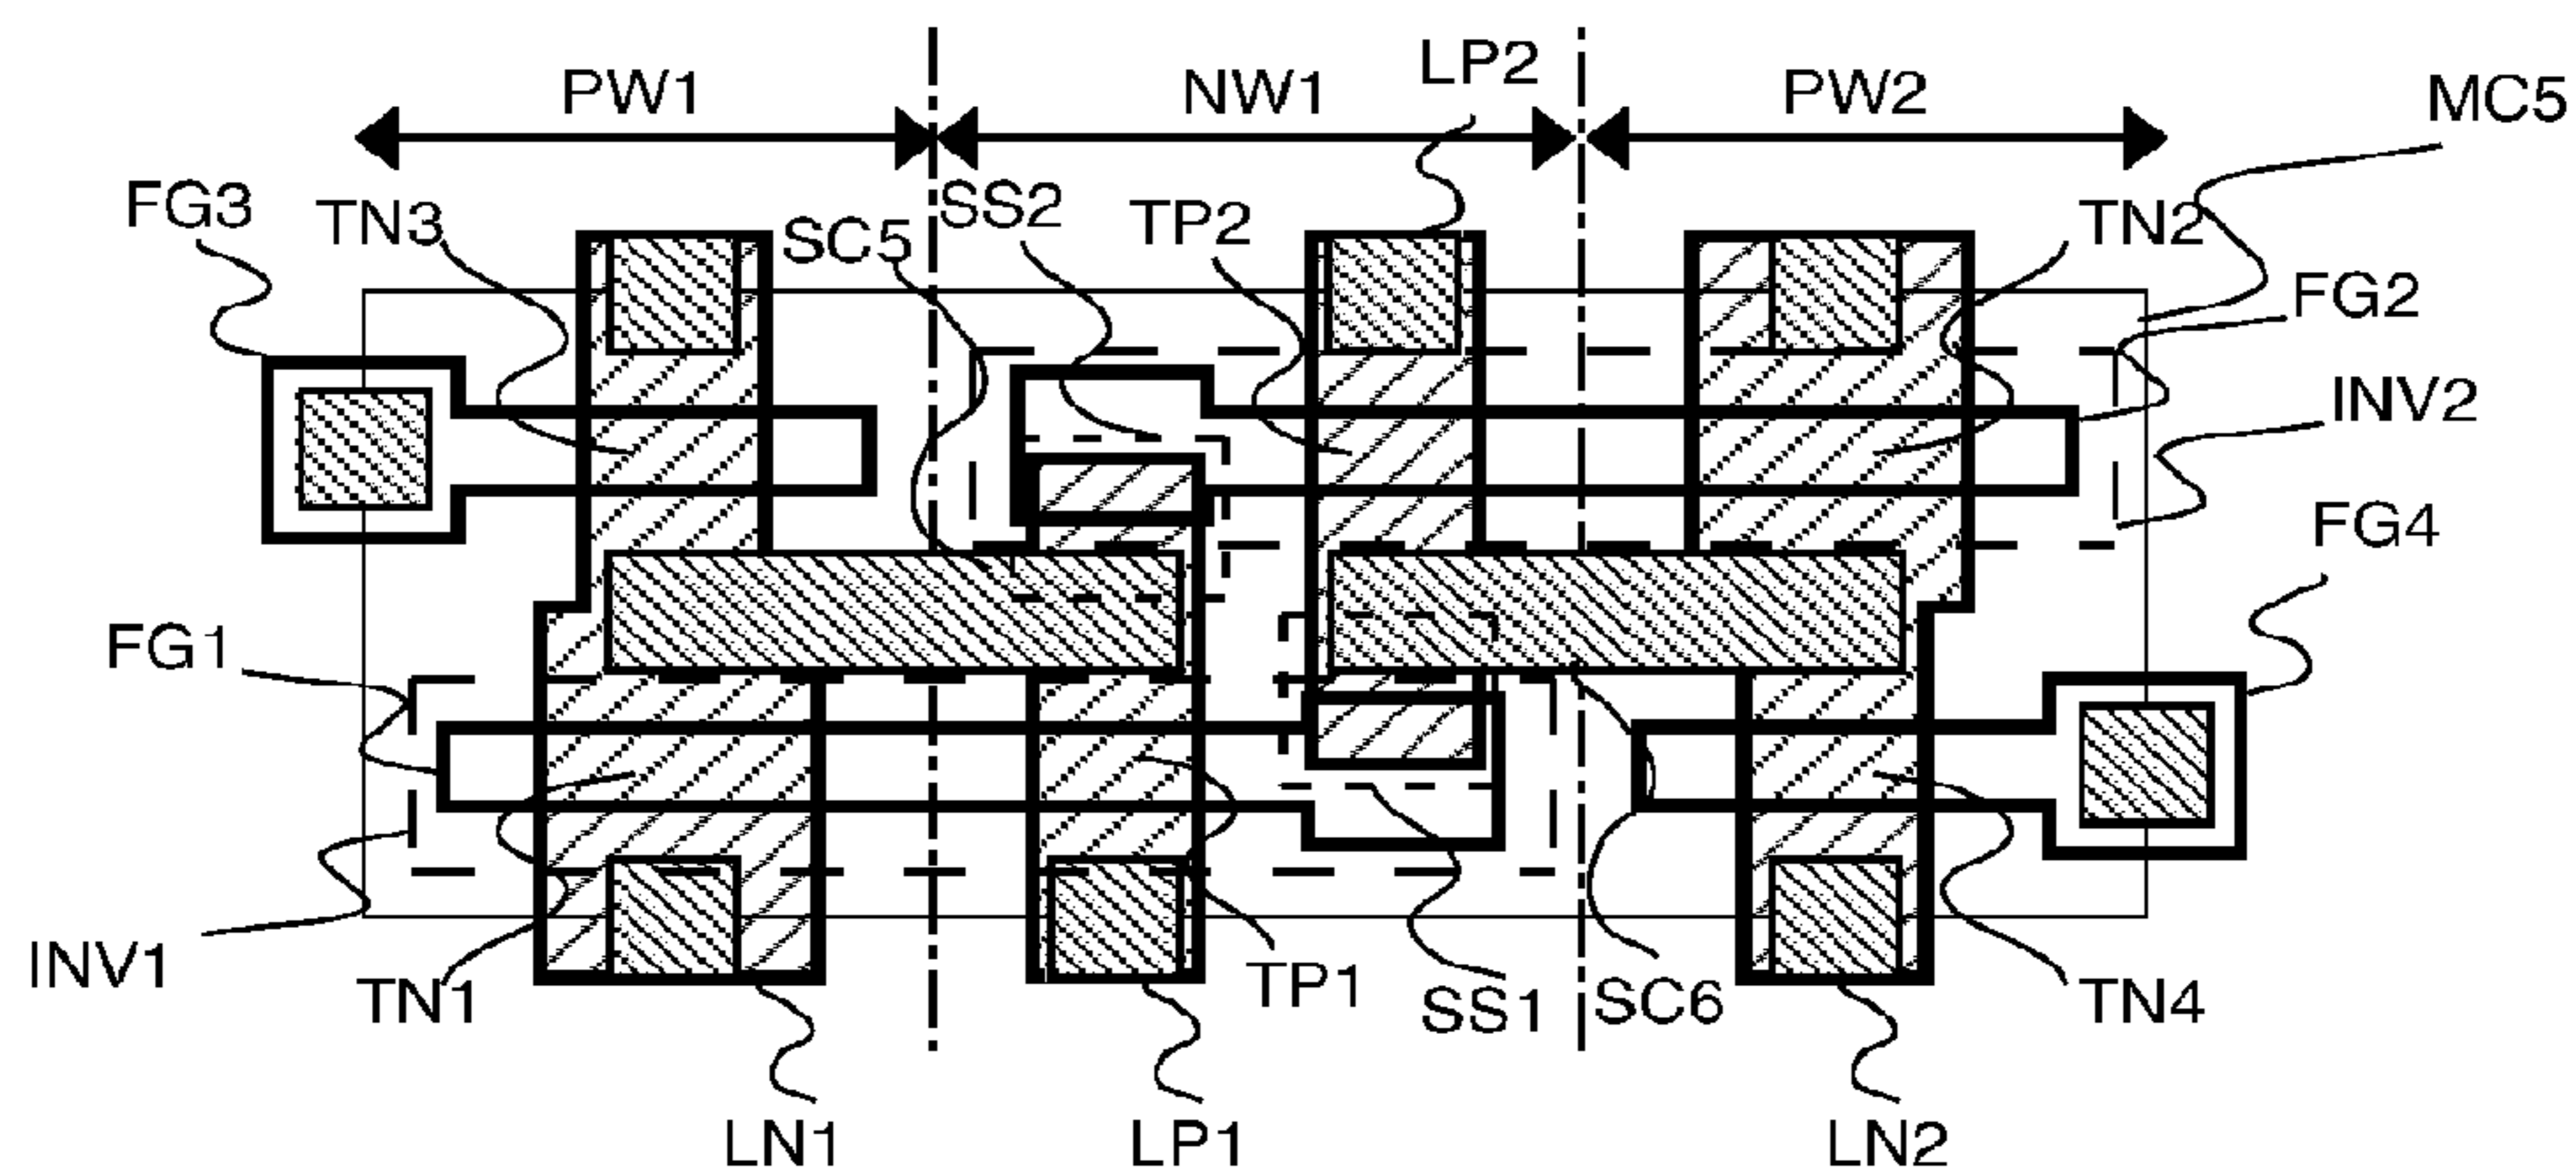 PW1 NW1 LP2 PW2 MC5
FG3 TN3 SC5 SS2 TP2 TN2
FG2
INV2
FG4
FG1
INV1 TN1 TP1 SS1 SC6 TN4
LN1 LP1 LN2